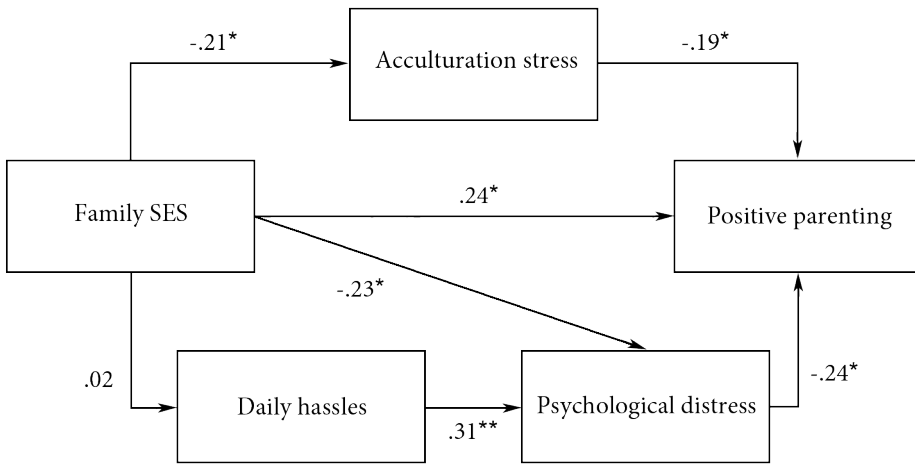 -.21*
Acculturation stress
-.19*
Family SES
.24*
Positive parenting
-.23*
.02
Daily hassles
.31**
Psychological distress
-.24*